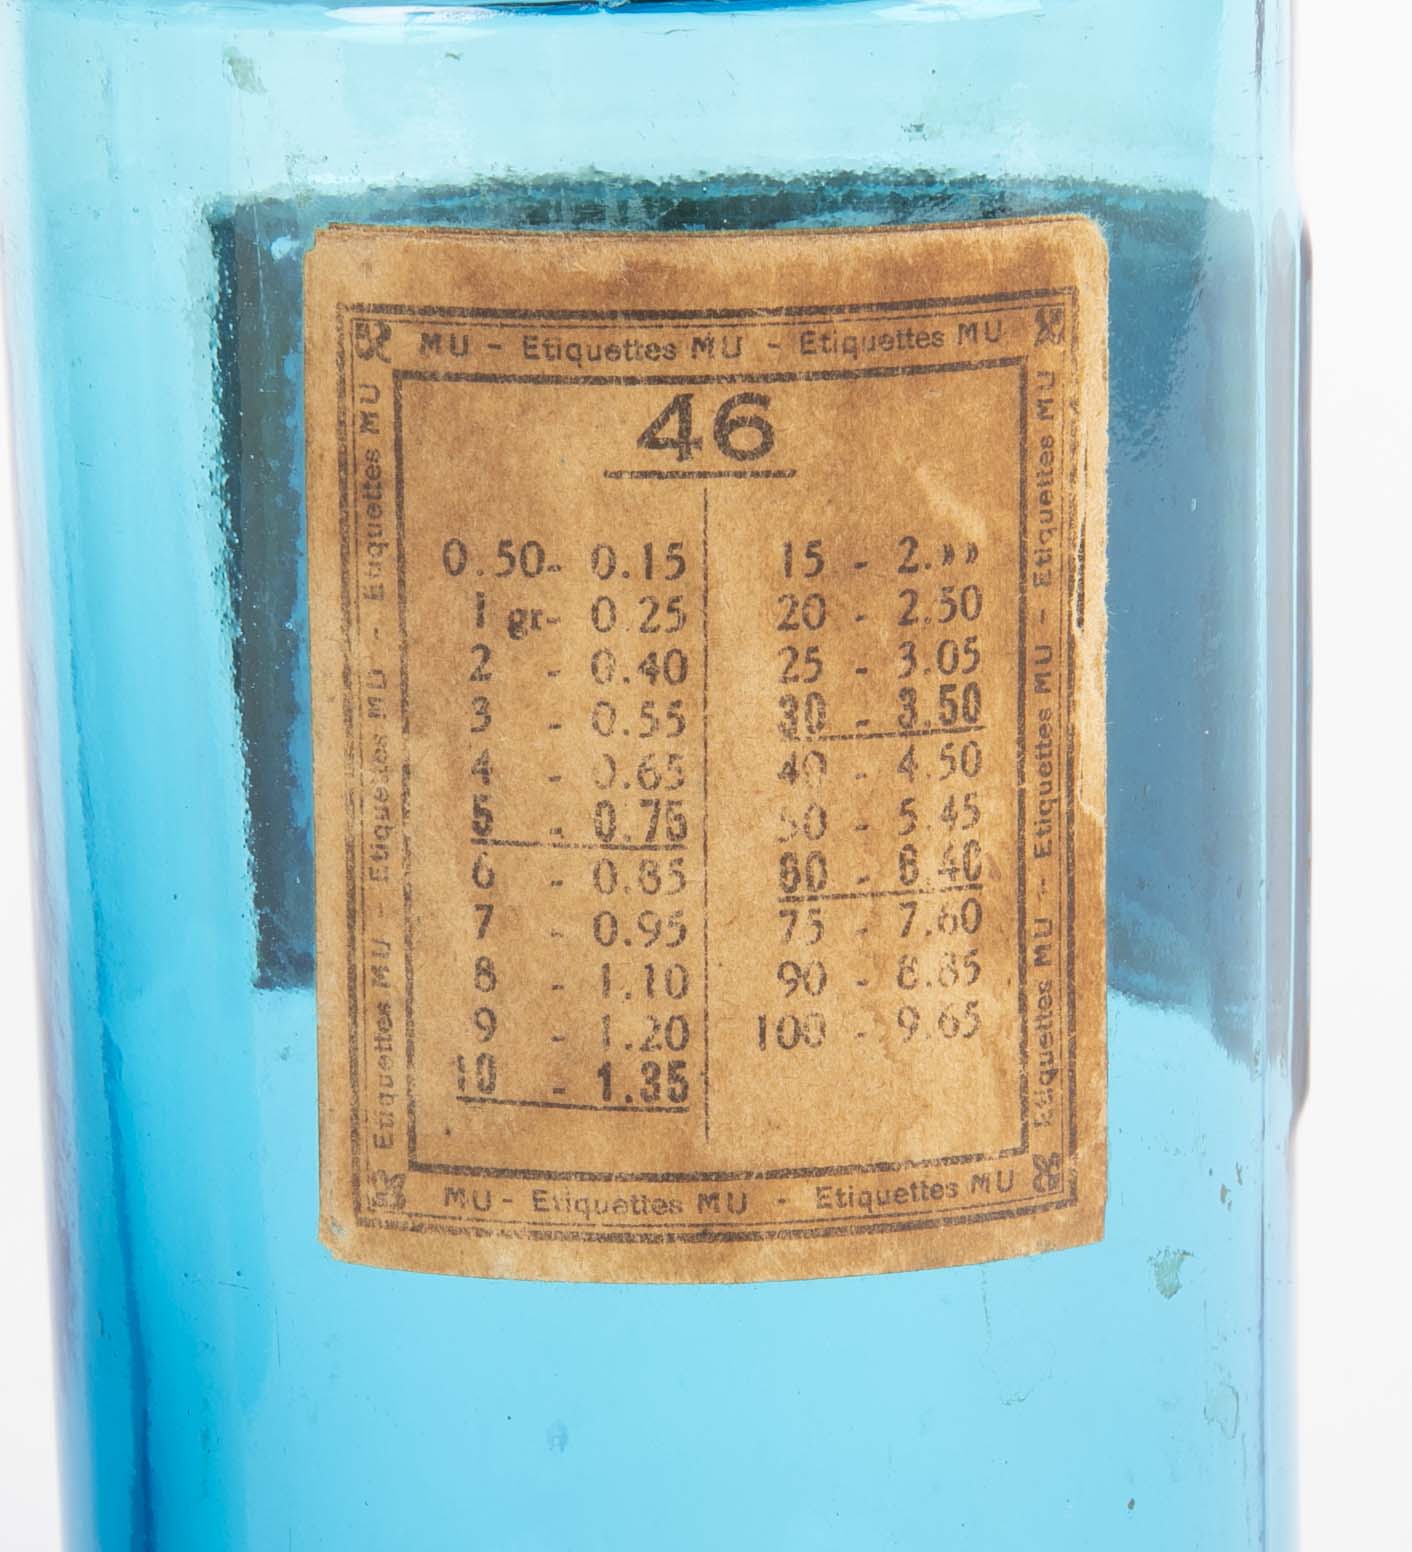 MU - Etiquettes MU - Etiquettes MU
Etiquettes MU - Etiquettes MU - Etiquettes MU
46
0.50 - 0.15
1 gr - 0.25
2 - 0.40
3 - 0.55
4 - 0.65
5 - 0.75
6 - 0.85
7 - 0.95
8 - 1.10
9 - 1.20
10 - 1.35
15 - 2.»»
20 - 2.50
25 - 3.05
30 - 3.50
40 - 4.50
50 - 5.45
60 - 6.40
75 - 7.60
90 - 8.85
100 - 9.65
Etiquettes MU - Etiquettes MU - Etiquettes MU
MU - Etiquettes MU - Etiquettes MU